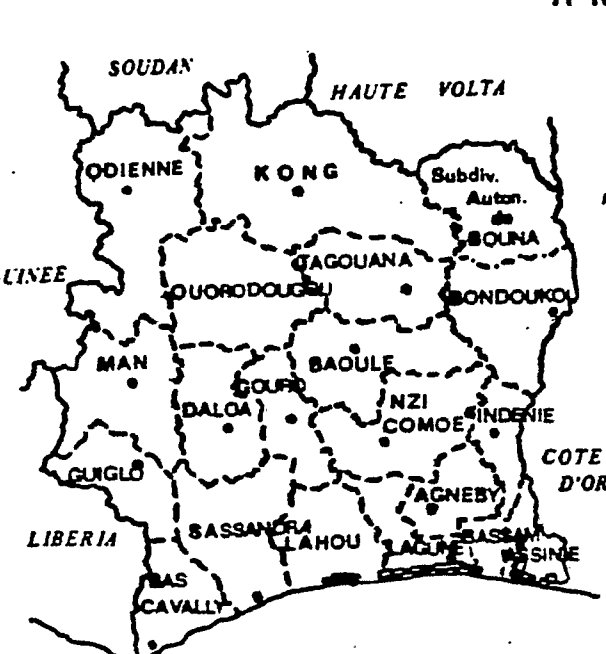 SOUDAN
HAUTE VOLTA
ODIENNE
KONG
Subdiv.
Auton.
de
BOUNA
TAGOUANA
UINEE
OUORODOUGOU
BONDOUKOU
MAN
BAOULE
GOURO
DALOA
NZI
COMOE
INDENIE
COTE
D'OR
GUIGLO
AGNEBY
LIBERIA
SASSANDRA
LAHOU
LAGUNE
BASSAM
ASSINIE
BAS
CAVALLY